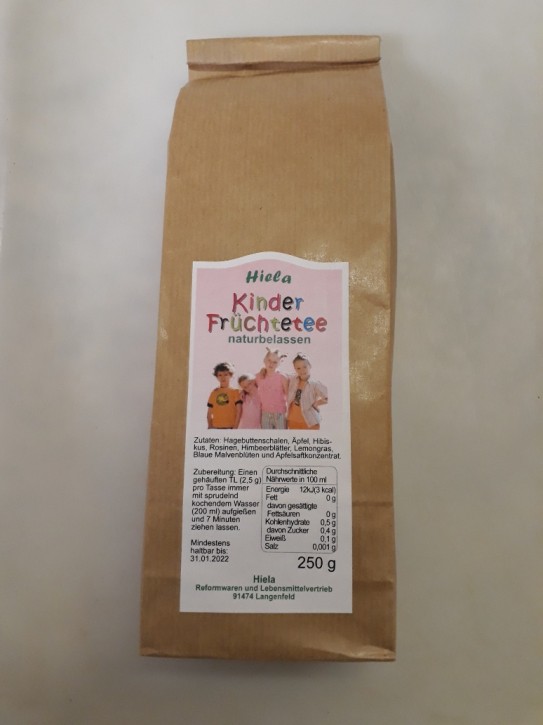 Hiela
Kinder
Früchtetee
naturbelassen
Zutaten: Hagebuttenschalen, Äpfel, Hibis-
kus, Rosinen, Himbeerblätter, Lemongras,
Blaue Malvenblüten und Apfelsaftkonzentrat.
Zubereitung: Einen
gehäuften TL (2,5 g)
pro Tasse immer
mit sprudelnd
kochendem Wasser
(200 ml) aufgießen
und 7 Minuten
ziehen lassen.
Mindestens
haltbar bis:
31.01.2022
Durchschnittliche
Nährwerte in 100 ml
Energie 12kJ(3 kcal)
Fett 0 g
davon gesättigte
Fettsäuren 0 g
Kohlenhydrate 0,5 g
davon Zucker 0,4 g
Eiweiß 0,1 g
Salz 0,001 g
250 g
Hiela
Reformwaren und Lebensmittelvertrieb
91474 Langenfeld